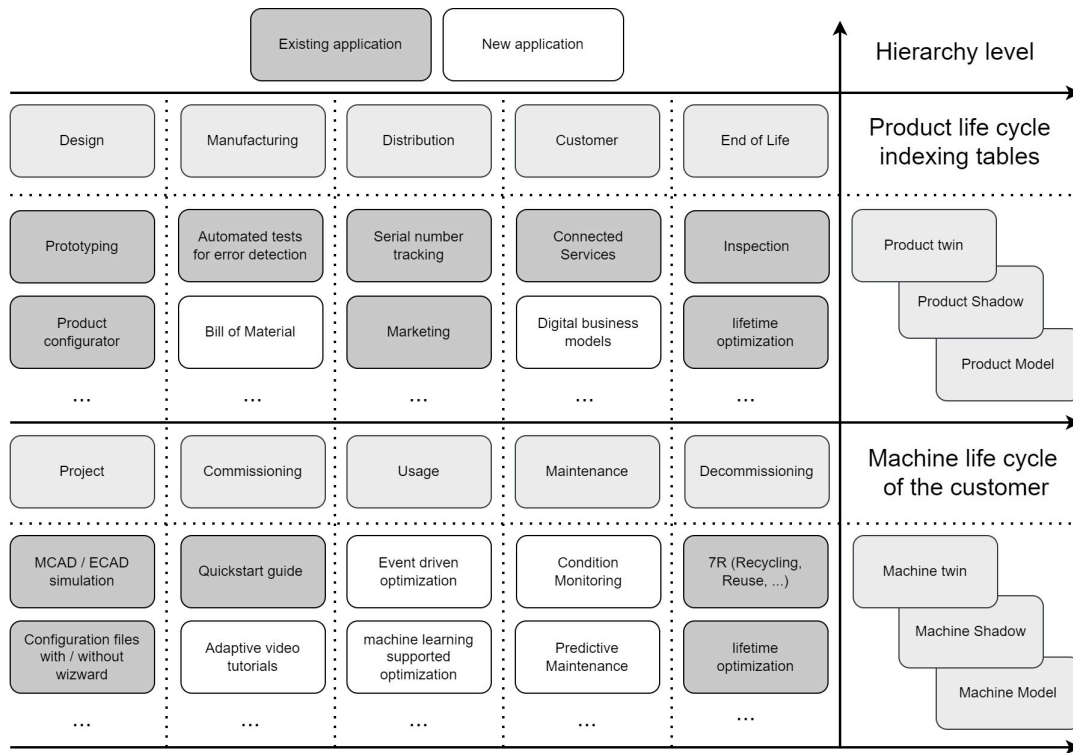 Existing application
New application
Hierarchy level
Design
Manufacturing
Distribution
Customer
End of Life
Product life cycle
indexing tables
Prototyping
Automated tests
for error detection
Serial number
tracking
Connected
Services
Inspection
Product twin
Product Shadow
Product Model
Product
configurator
Bill of Material
Marketing
Digital business
models
lifetime
optimization
...
...
...
...
...
Project
Commissioning
Usage
Maintenance
Decommissioning
Machine life cycle
of the customer
MCAD / ECAD
simulation
Quickstart guide
Event driven
optimization
Condition
Monitoring
7R (Recycling,
Reuse, ...)
Machine twin
Machine Shadow
Machine Model
Configuration files
with / without
wizward
Adaptive video
tutorials
machine learning
supported
optimization
Predictive
Maintenance
lifetime
optimization
...
...
...
...
...